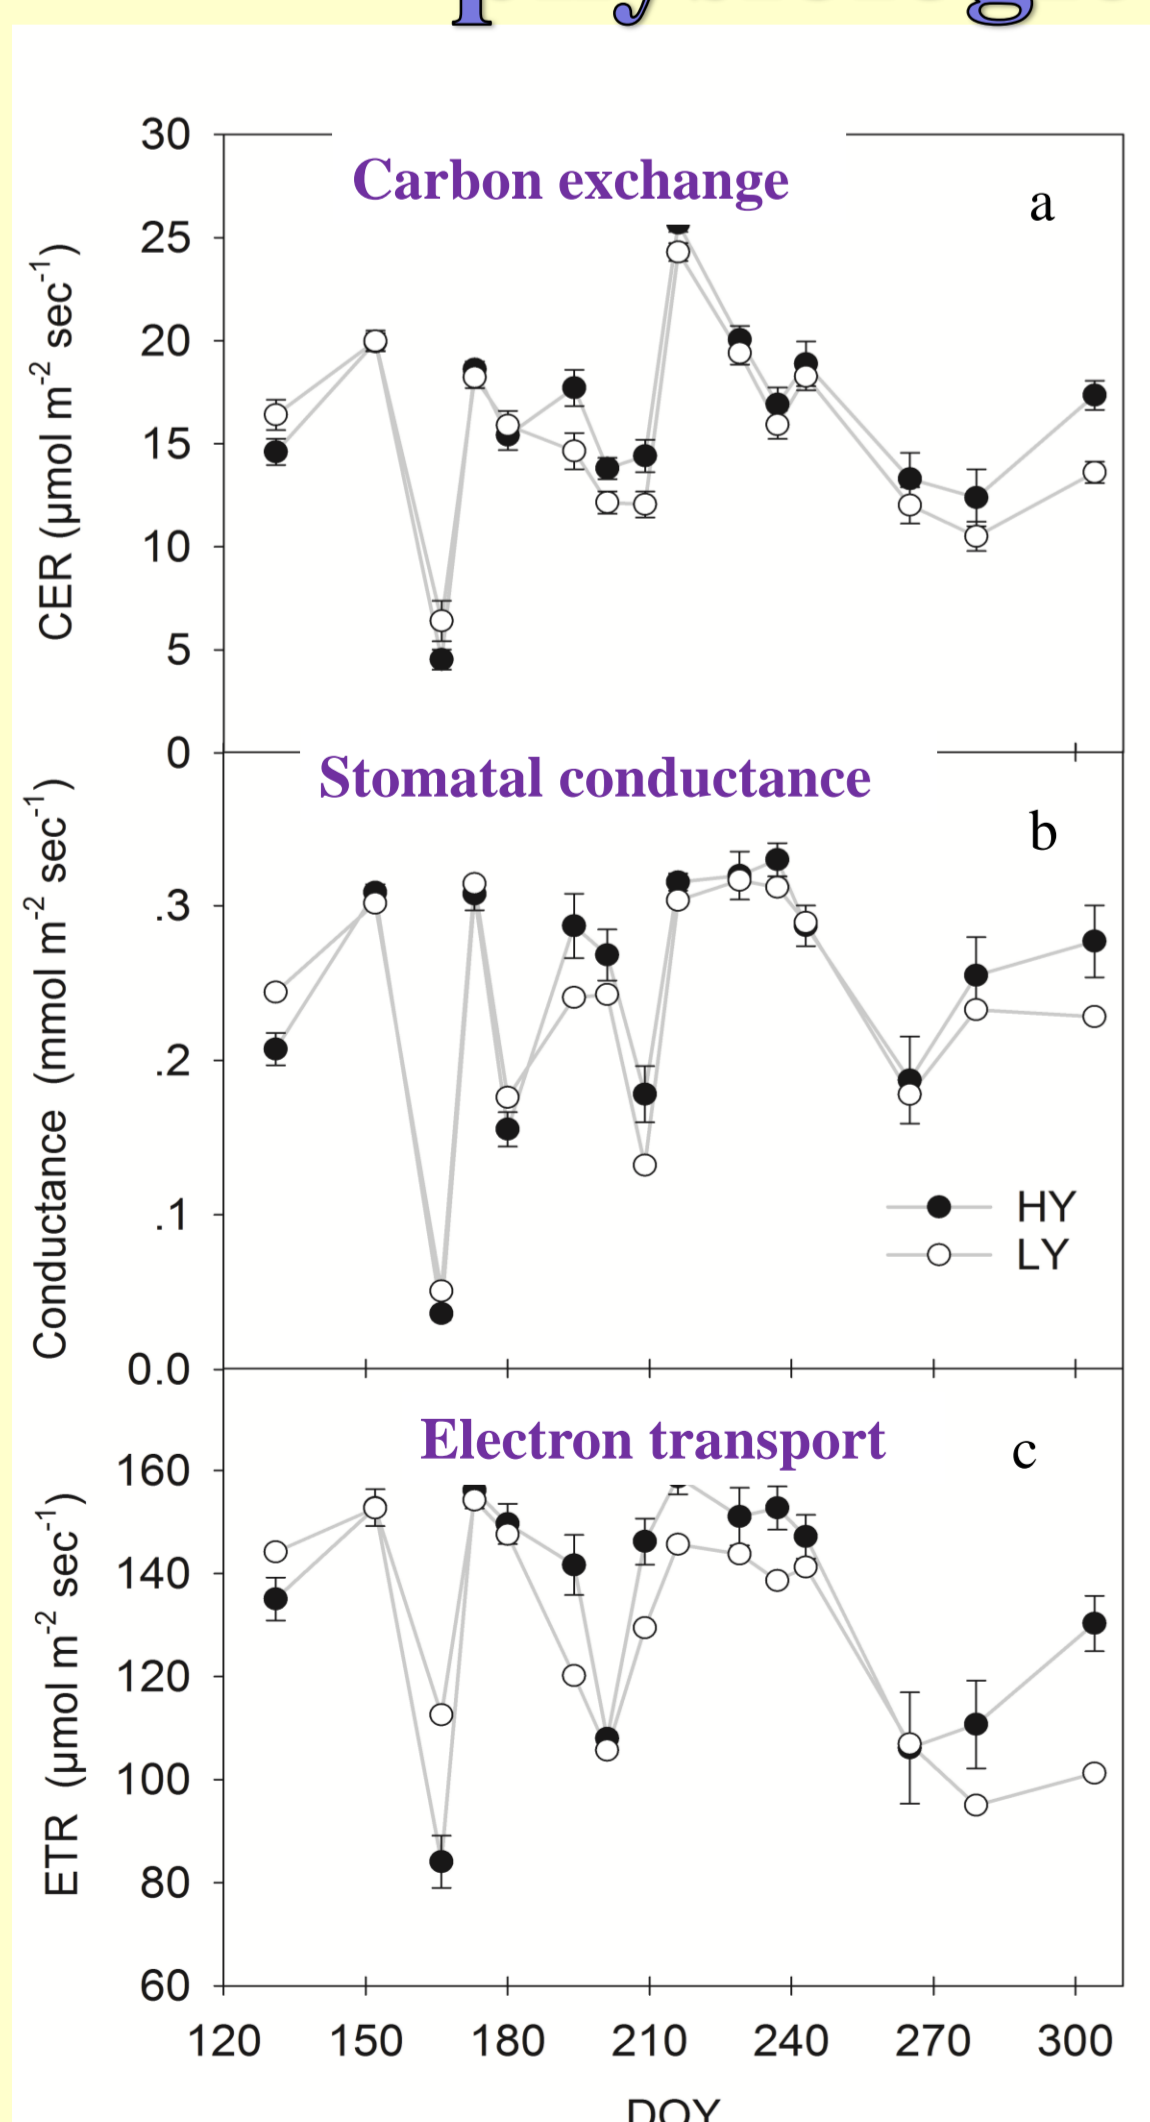 30
Carbon exchange
a
25
20
15
10
5
0
CER (µmol m⁻² sec⁻¹)
Stomatal conductance
b
.3
.2
.1
0.0
Conductance (mmol m⁻² sec⁻¹)
HY
LY
Electron transport
c
160
140
120
100
80
60
ETR (µmol m⁻² sec⁻¹)
120 150 180 210 240 270 300
DOY